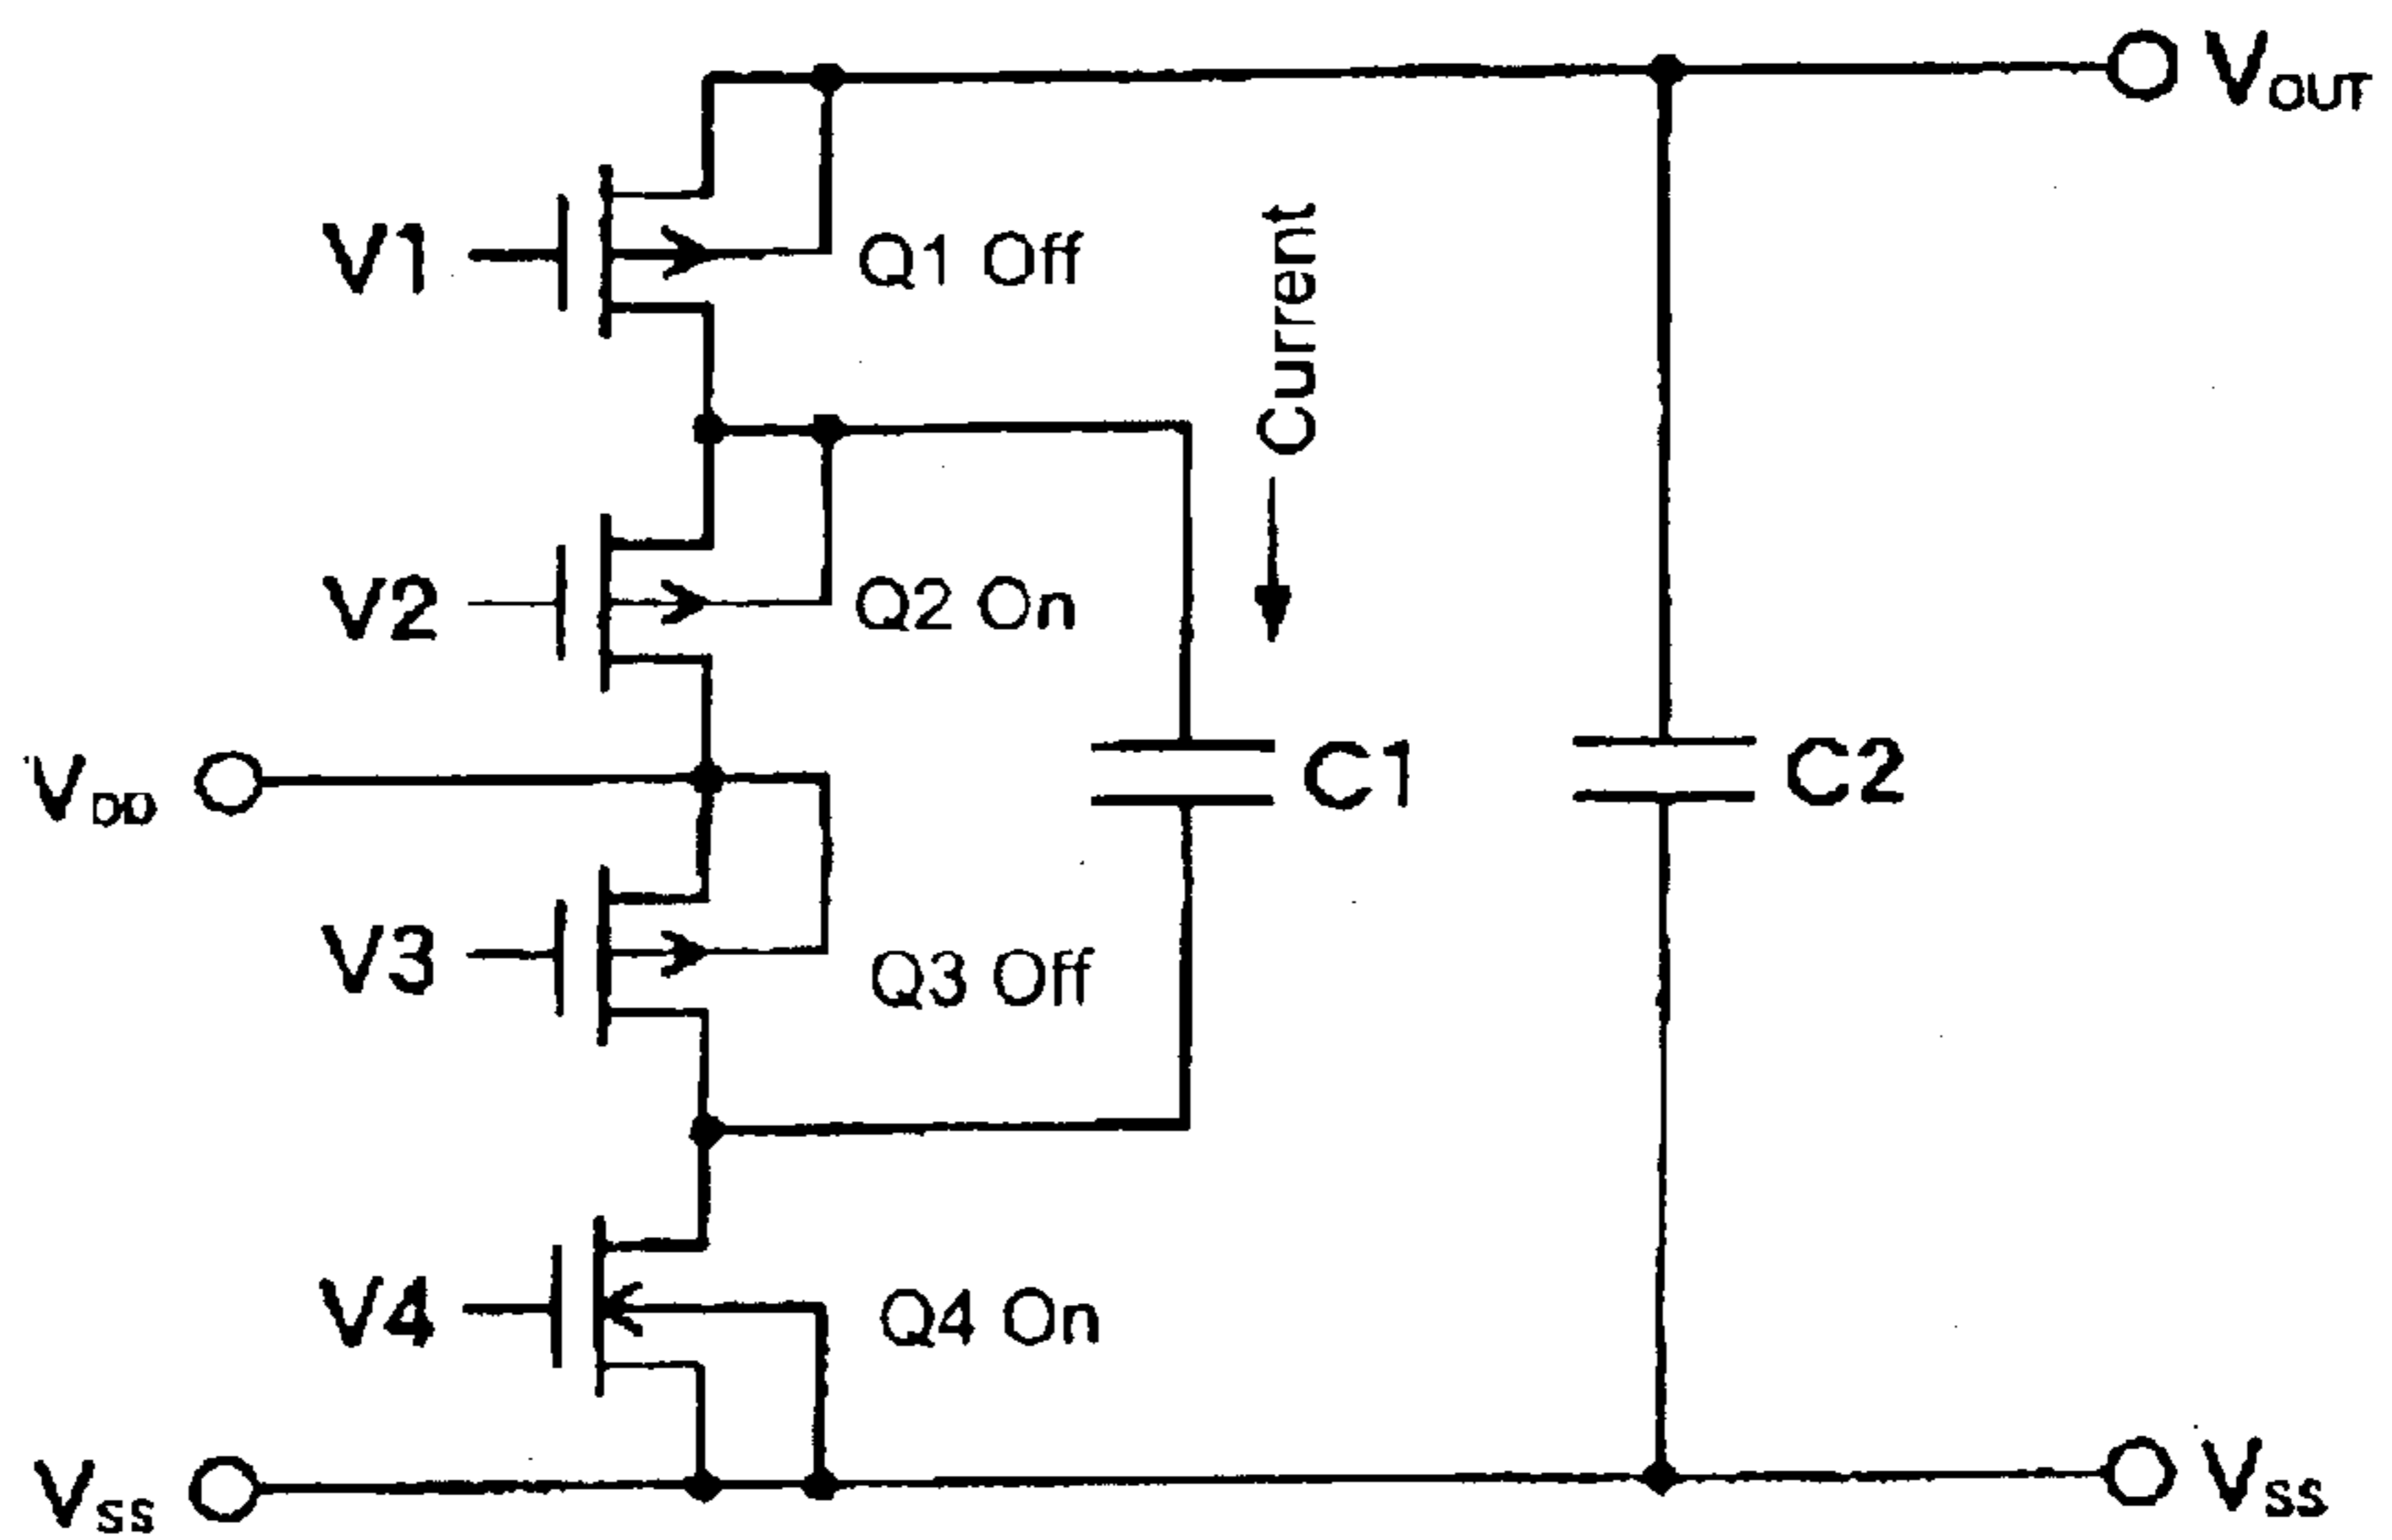 VOUT
V1
Q1 Off
Current
V2
Q2 On
VDD
C1
C2
V3
Q3 Off
V4
Q4 On
VSS
VSS